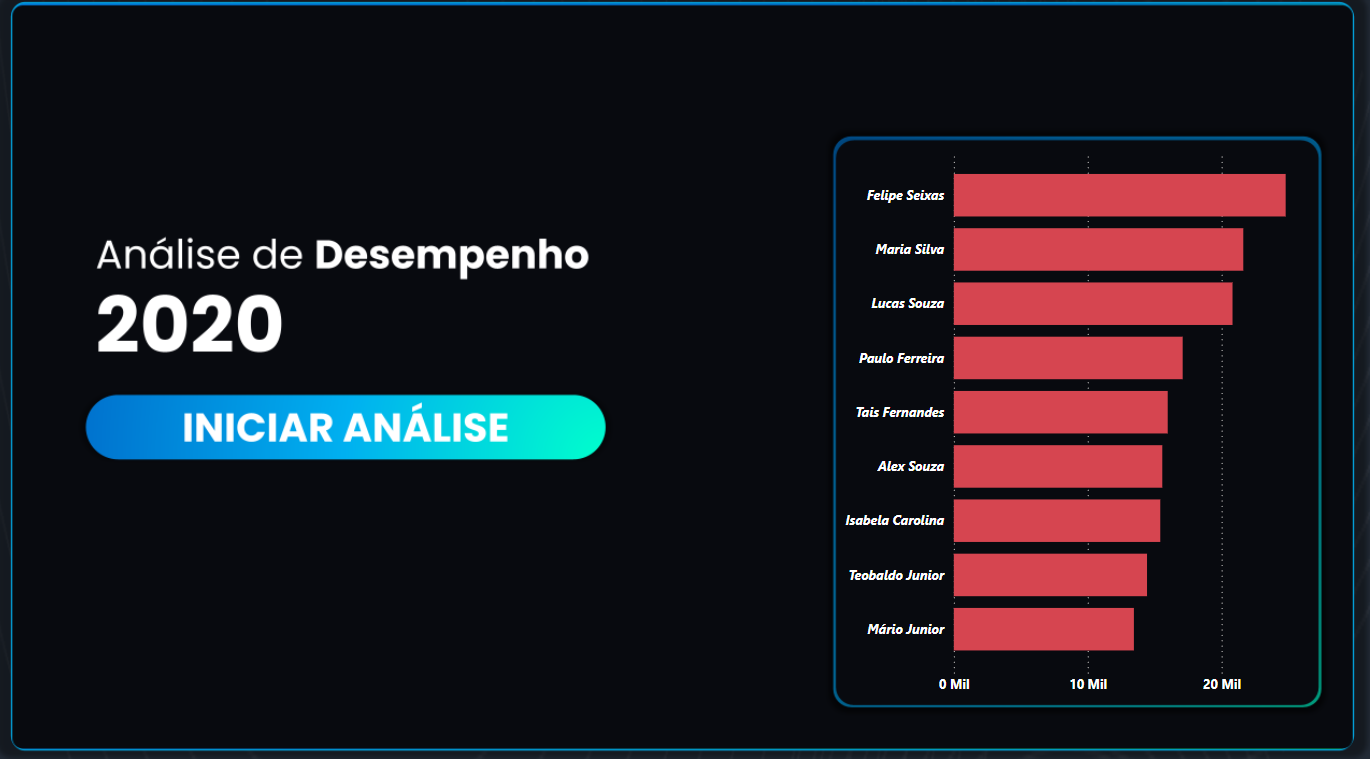 Análise de Desempenho
2020
INICIAR ANÁLISE
Felipe Seixas
Maria Silva
Lucas Souza
Paulo Ferreira
Tais Fernandes
Alex Souza
Isabela Carolina
Teobaldo Junior
Mário Junior
0 Mil 10 Mil 20 Mil